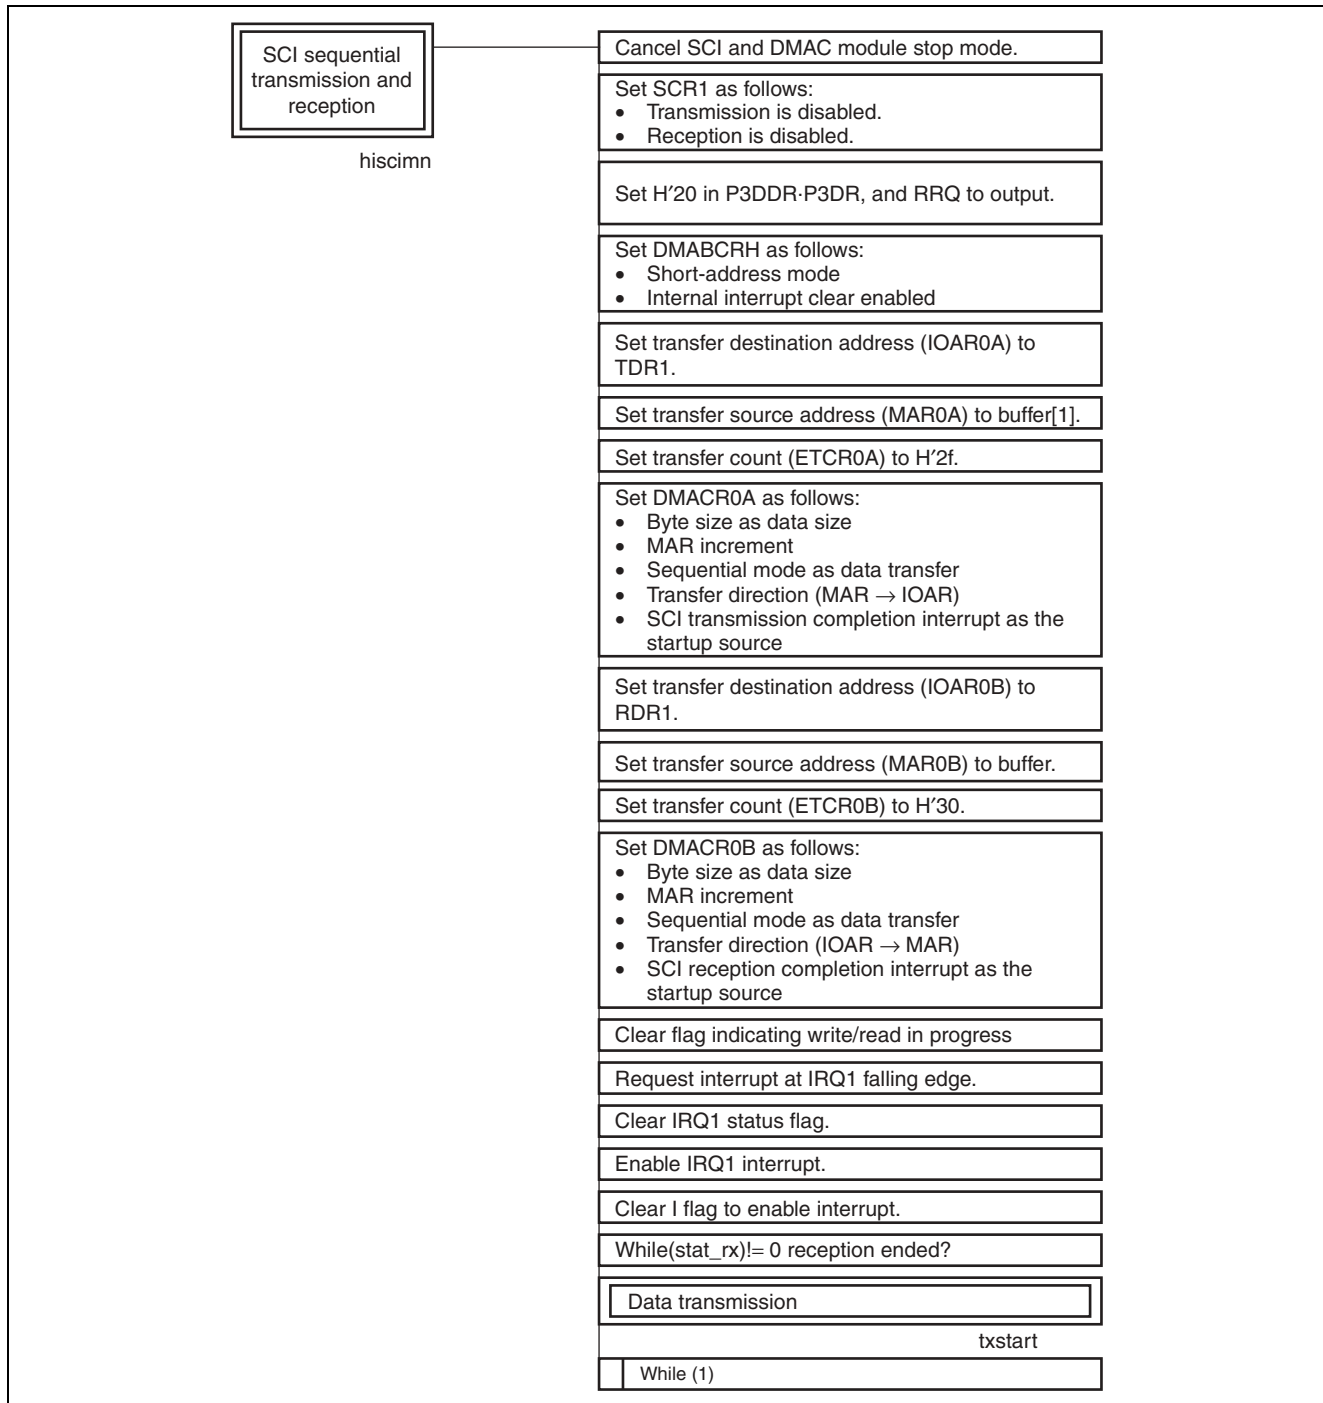 SCI sequential
transmission and
reception
hiscimn
Cancel SCI and DMAC module stop mode.
Set SCR1 as follows:
• Transmission is disabled.
• Reception is disabled.
Set H′20 in P3DDR·P3DR, and RRQ to output.
Set DMABCRH as follows:
• Short-address mode
• Internal interrupt clear enabled
Set transfer destination address (IOAR0A) to
TDR1.
Set transfer source address (MAR0A) to buffer[1].
Set transfer count (ETCR0A) to H′2f.
Set DMACR0A as follows:
• Byte size as data size
• MAR increment
• Sequential mode as data transfer
• Transfer direction (MAR → IOAR)
• SCI transmission completion interrupt as the
startup source
Set transfer destination address (IOAR0B) to
RDR1.
Set transfer source address (MAR0B) to buffer.
Set transfer count (ETCR0B) to H′30.
Set DMACR0B as follows:
• Byte size as data size
• MAR increment
• Sequential mode as data transfer
• Transfer direction (IOAR → MAR)
• SCI reception completion interrupt as the
startup source
Clear flag indicating write/read in progress
Request interrupt at IRQ1 falling edge.
Clear IRQ1 status flag.
Enable IRQ1 interrupt.
Clear I flag to enable interrupt.
While(stat_rx)!= 0 reception ended?
Data transmission
txstart
While (1)